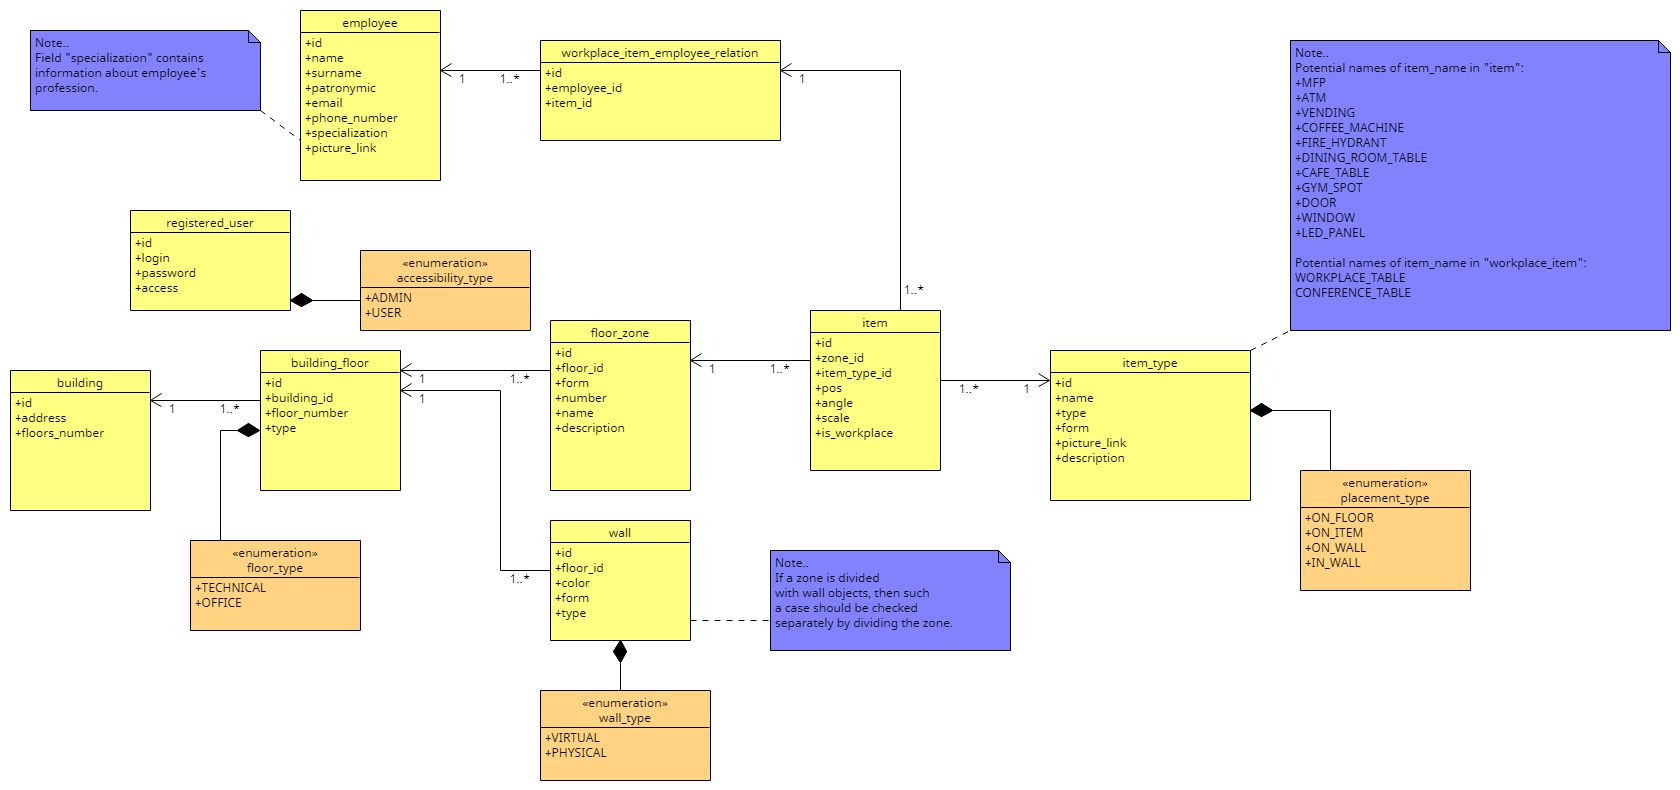 Note..
Field "specialization" contains
information about employee's
profession.
employee
+id
+name
+surname
+patronymic
+email
+phone_number
+specialization
+picture_link
1
1..*
workplace_item_employee_relation
+id
+employee_id
+item_id
1
1..*
Note..
Potential names of item_name in "item":
+MFP
+ATM
+VENDING
+COFFEE_MACHINE
+FIRE_HYDRANT
+DINING_ROOM_TABLE
+CAFE_TABLE
+GYM_SPOT
+DOOR
+WINDOW
+LED_PANEL
Potential names of item_name in "workplace_item":
WORKPLACE_TABLE
CONFERENCE_TABLE
registered_user
+id
+login
+password
+access
«enumeration»
accessibility_type
+ADMIN
+USER
building
+id
+address
+floors_number
1
1..*
building_floor
+id
+building_id
+floor_number
+type
1
1..*
1
1..*
floor_zone
+id
+floor_id
+form
+number
+name
+description
1
1..*
item
+id
+zone_id
+item_type_id
+pos
+angle
+scale
+is_workplace
1..*
1
item_type
+id
+name
+type
+form
+picture_link
+description
«enumeration»
placement_type
+ON_FLOOR
+ON_ITEM
+ON_WALL
+IN_WALL
«enumeration»
floor_type
+TECHNICAL
+OFFICE
wall
+id
+floor_id
+color
+form
+type
Note..
If a zone is divided
with wall objects, then such
a case should be checked
separately by dividing the zone.
«enumeration»
wall_type
+VIRTUAL
+PHYSICAL